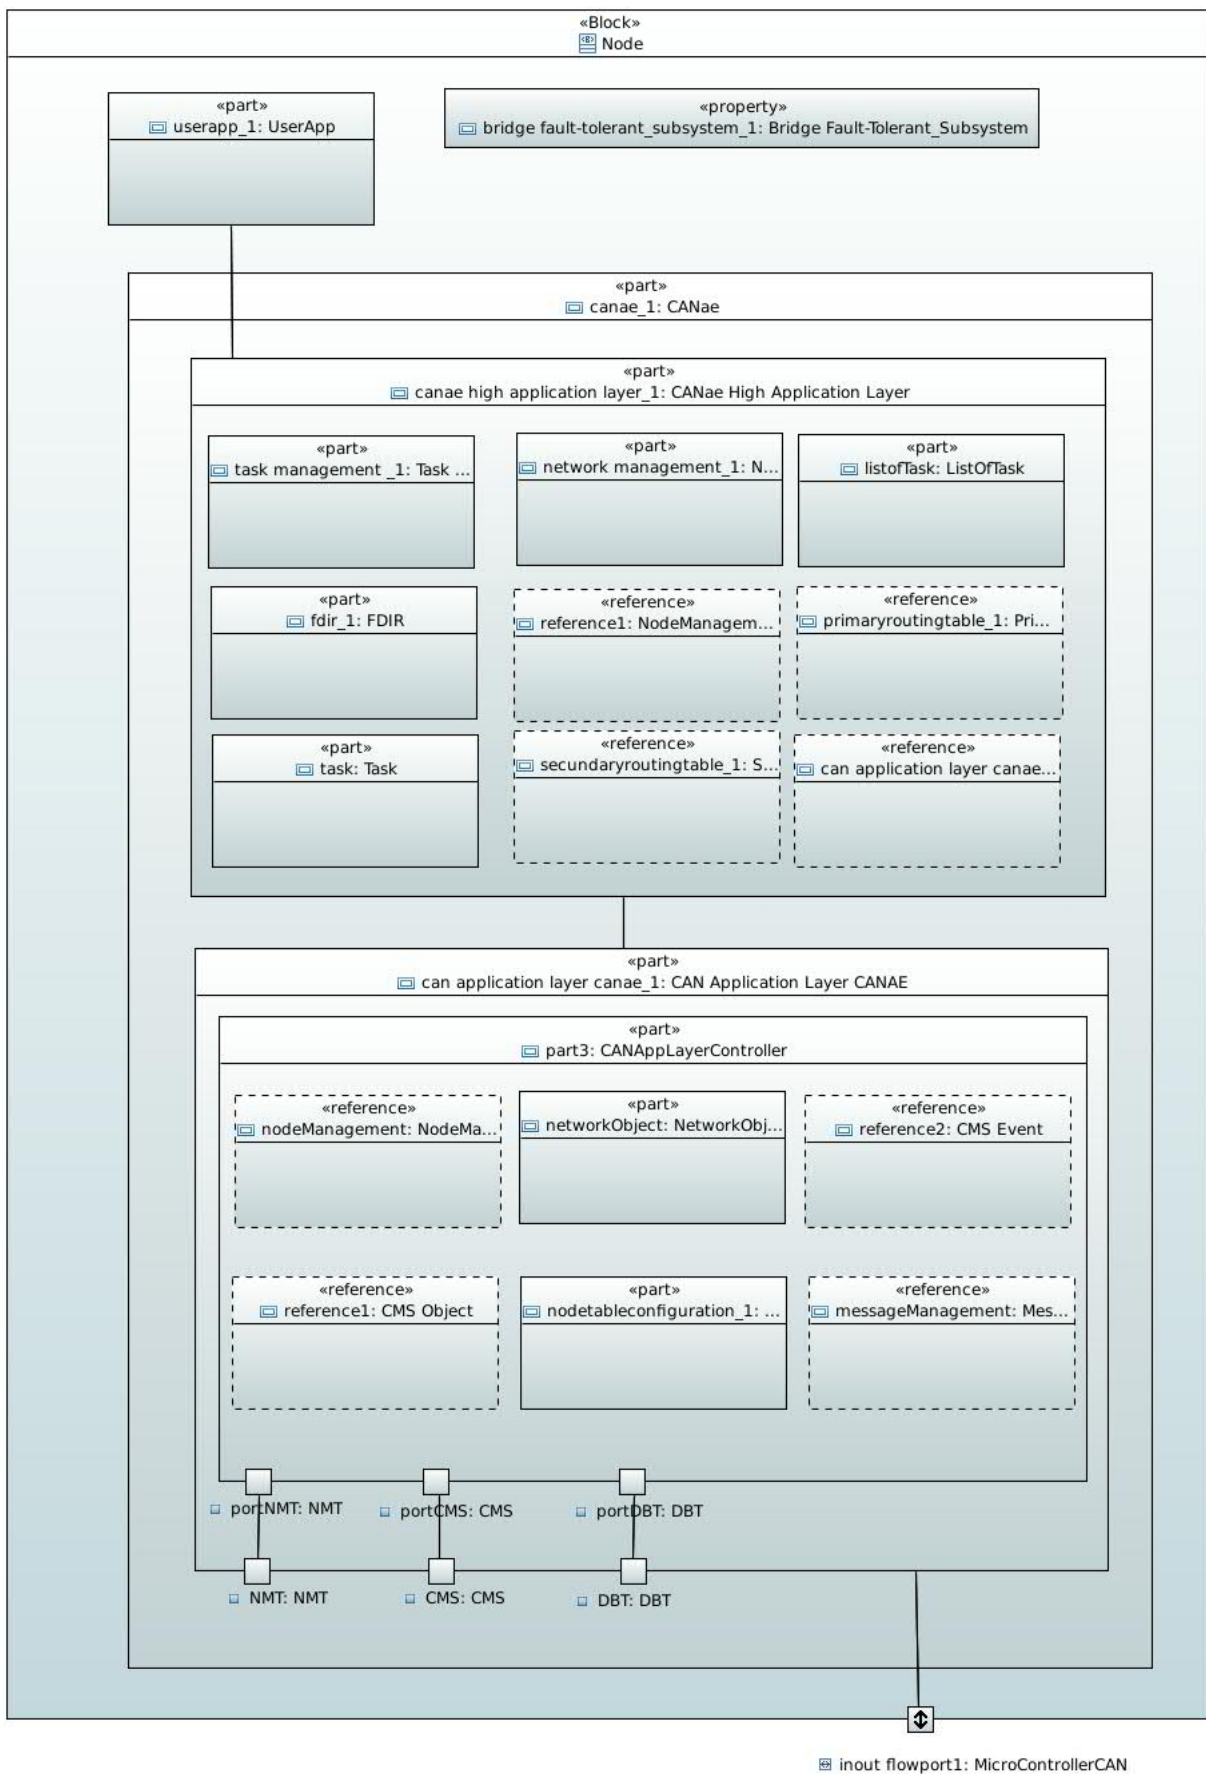 «Block»
Node
«part»
userapp_1: UserApp
«property»
bridge fault-tolerant_subsystem_1: Bridge Fault-Tolerant_Subsystem
«part»
canae_1: CANae
«part»
canae high application layer_1: CANae High Application Layer
«part»
task management _1: Task ...
«part»
network management_1: N...
«part»
listofTask: ListOfTask
«part»
fdir_1: FDIR
«reference»
reference1: NodeManagem...
«reference»
primaryroutingtable_1: Pri...
«part»
task: Task
«reference»
secundaryroutingtable_1: S...
«reference»
can application layer canae...
«part»
can application layer canae_1: CAN Application Layer CANAE
«part»
part3: CANAppLayerController
«reference»
nodeManagement: NodeMa...
«part»
networkObject: NetworkObj...
«reference»
reference2: CMS Event
«reference»
reference1: CMS Object
«part»
nodetableconfiguration_1: ...
«reference»
messageManagement: Mes...
portNMT: NMT
portCMS: CMS
portDBT: DBT
NMT: NMT
CMS: CMS
DBT: DBT
inout flowport1: MicroControllerCAN